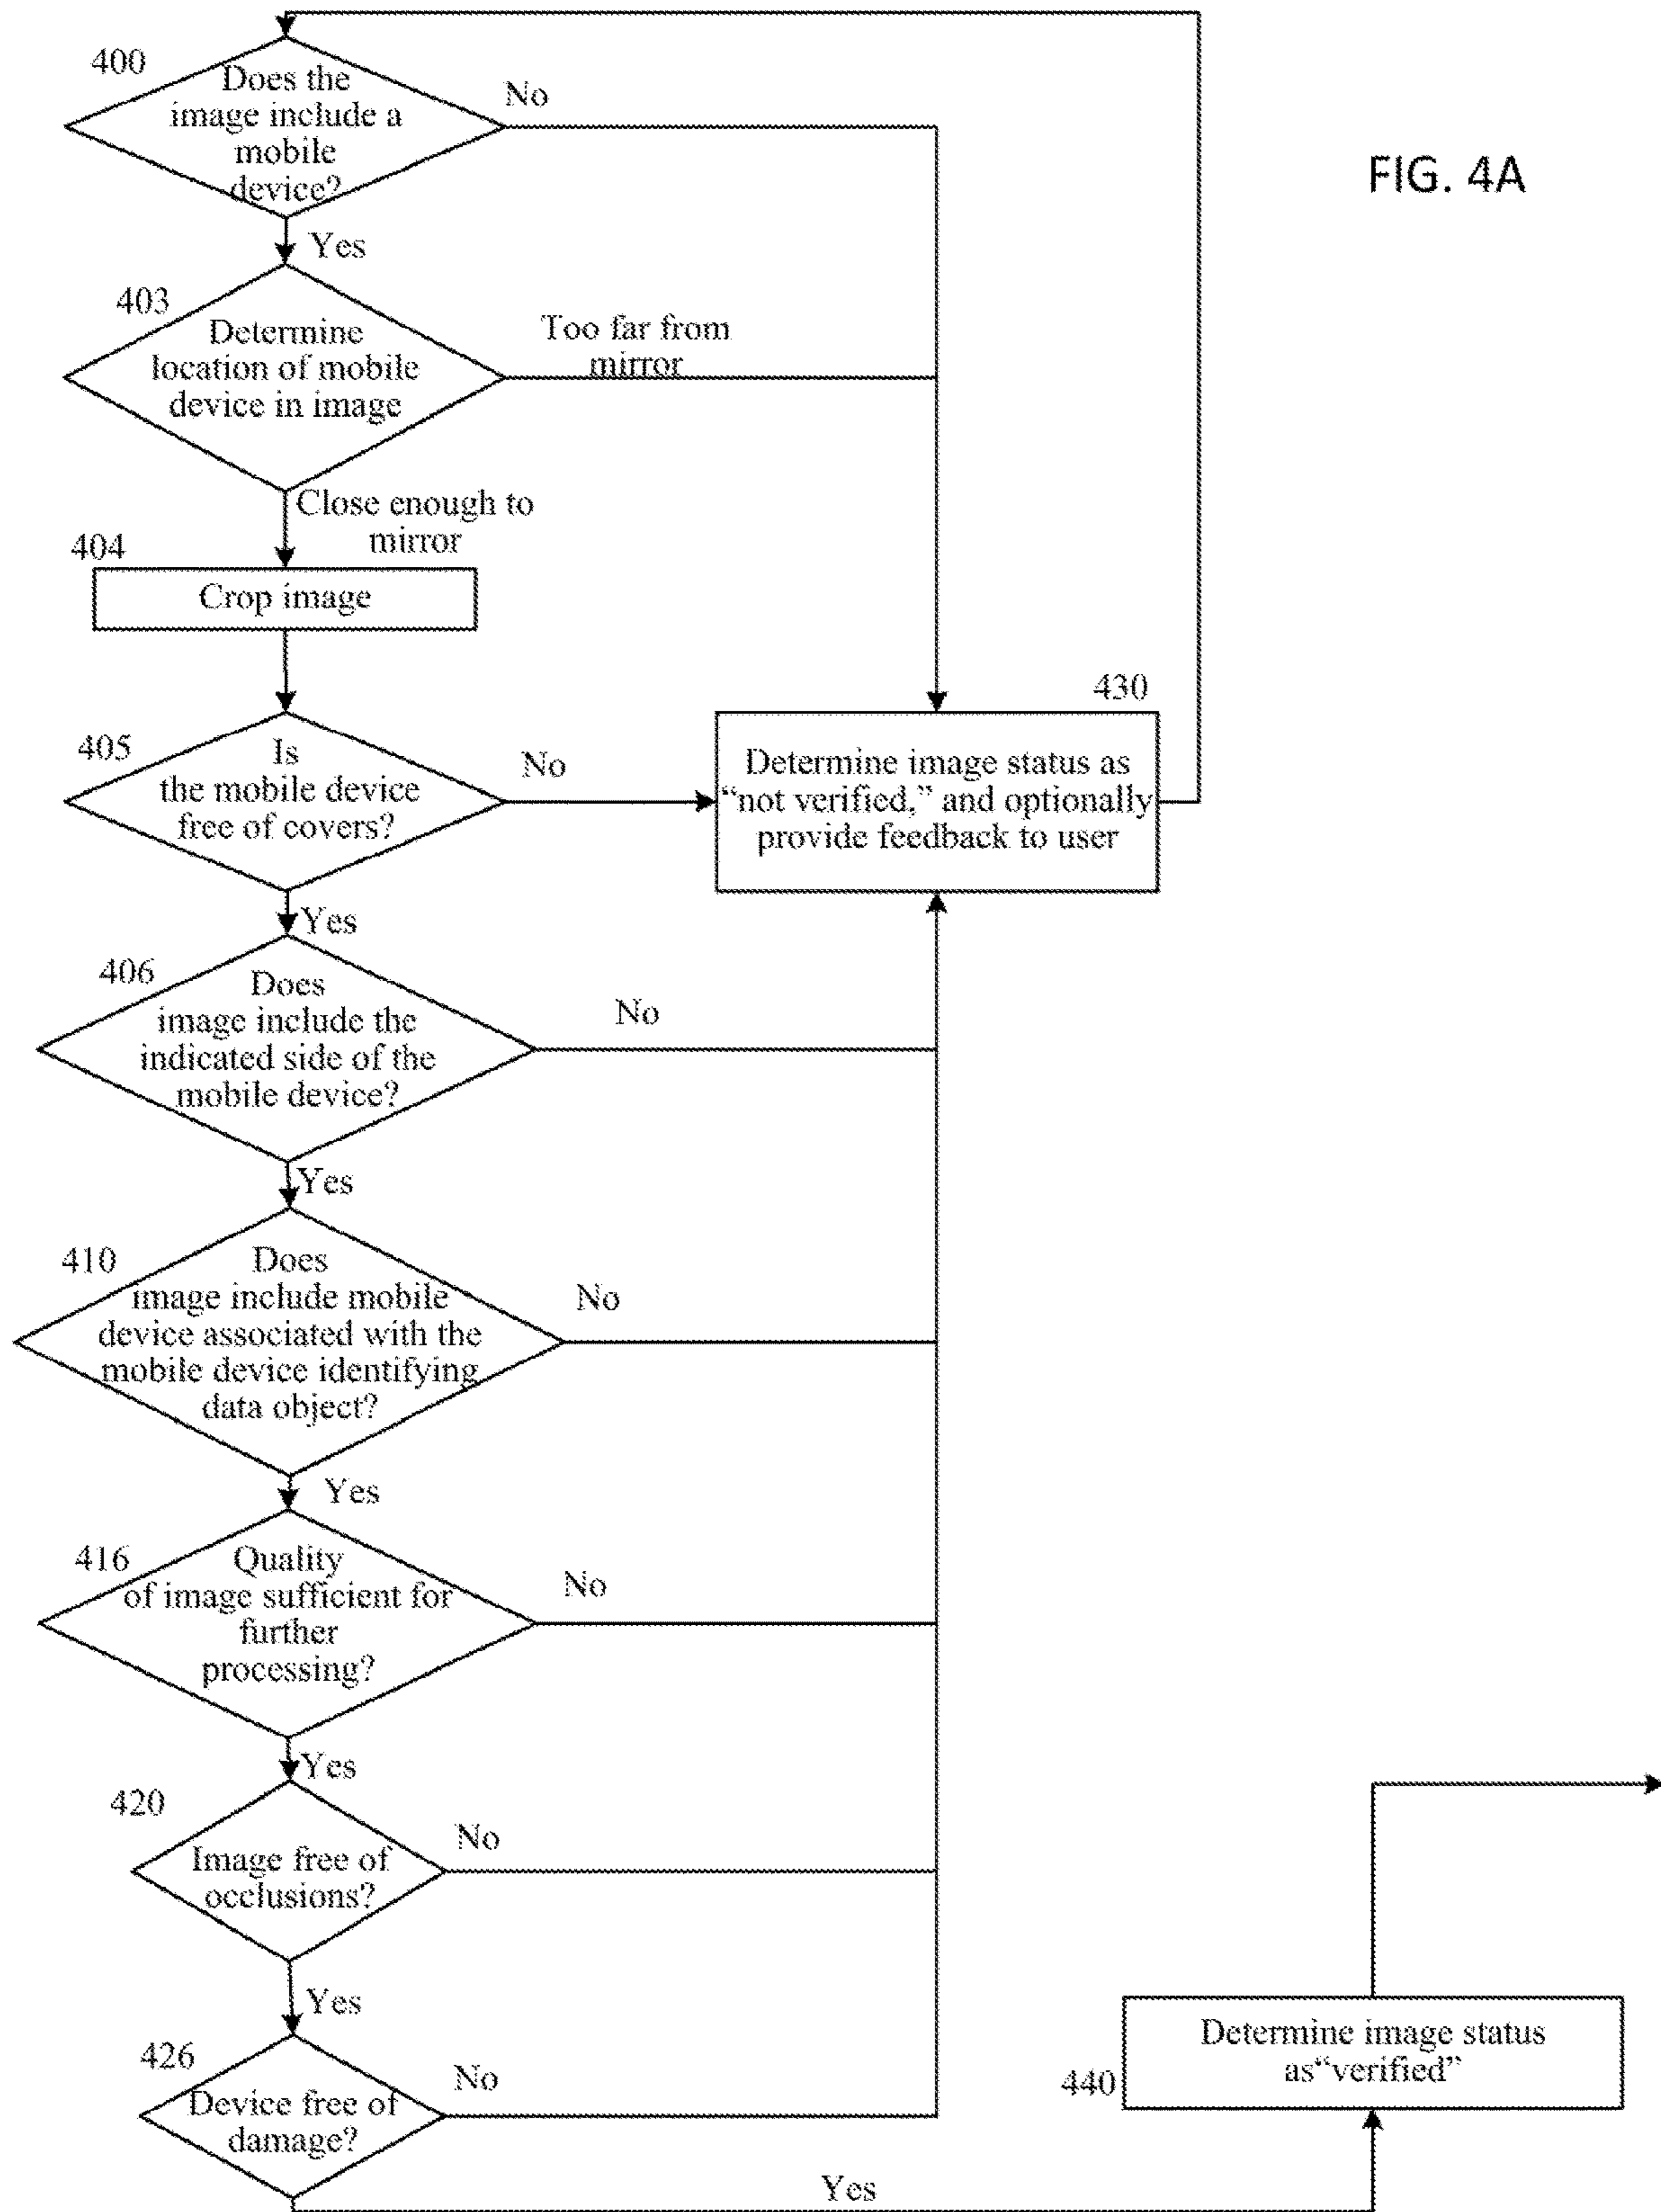 FIG. 4A
400
Does the
image include a
mobile
device?
No
Yes
403
Determine
location of mobile
device in image
Too far from
mirror
Close enough to
mirror
404
Crop image
405
Is
the mobile device
free of covers?
No
430
Determine image status as
“not verified,” and optionally
provide feedback to user
Yes
406
Does
image include the
indicated side of the
mobile device?
No
Yes
410
Does
image include mobile
device associated with the
mobile device identifying
data object?
No
Yes
416
Quality
of image sufficient for
further
processing?
No
Yes
420
Image free of
occlusions?
No
Yes
426
Device free of
damage?
No
Yes
440
Determine image status
as“verified”